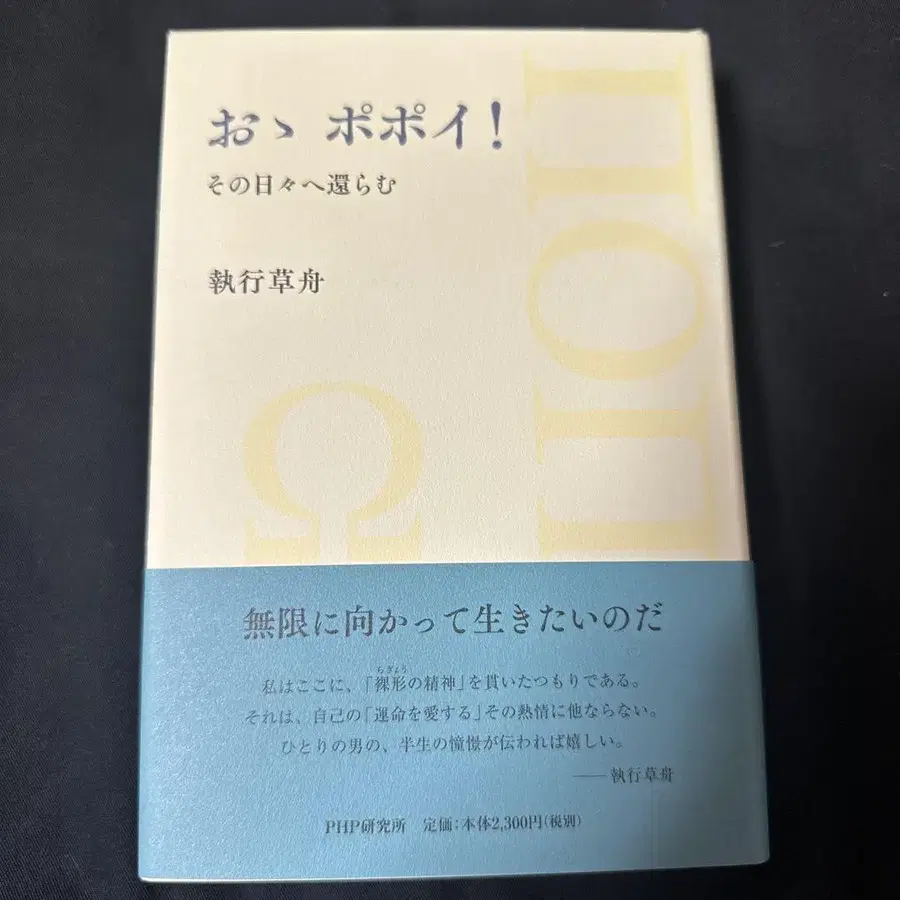 おゝ ポポイ!
その日々へ還らむ
執行草舟
Ω
ΠΟΠ
無限に向かって生きたいのだ
らぎょう
私はここに、「裸形の精神」を貫いたつもりである。
それは、自己の「運命を愛する」その熱情に他ならない。
ひとりの男の、半生の憧憬が伝われば嬉しい。
――執行草舟
PHP研究所 定価:本体2,300円(税別)